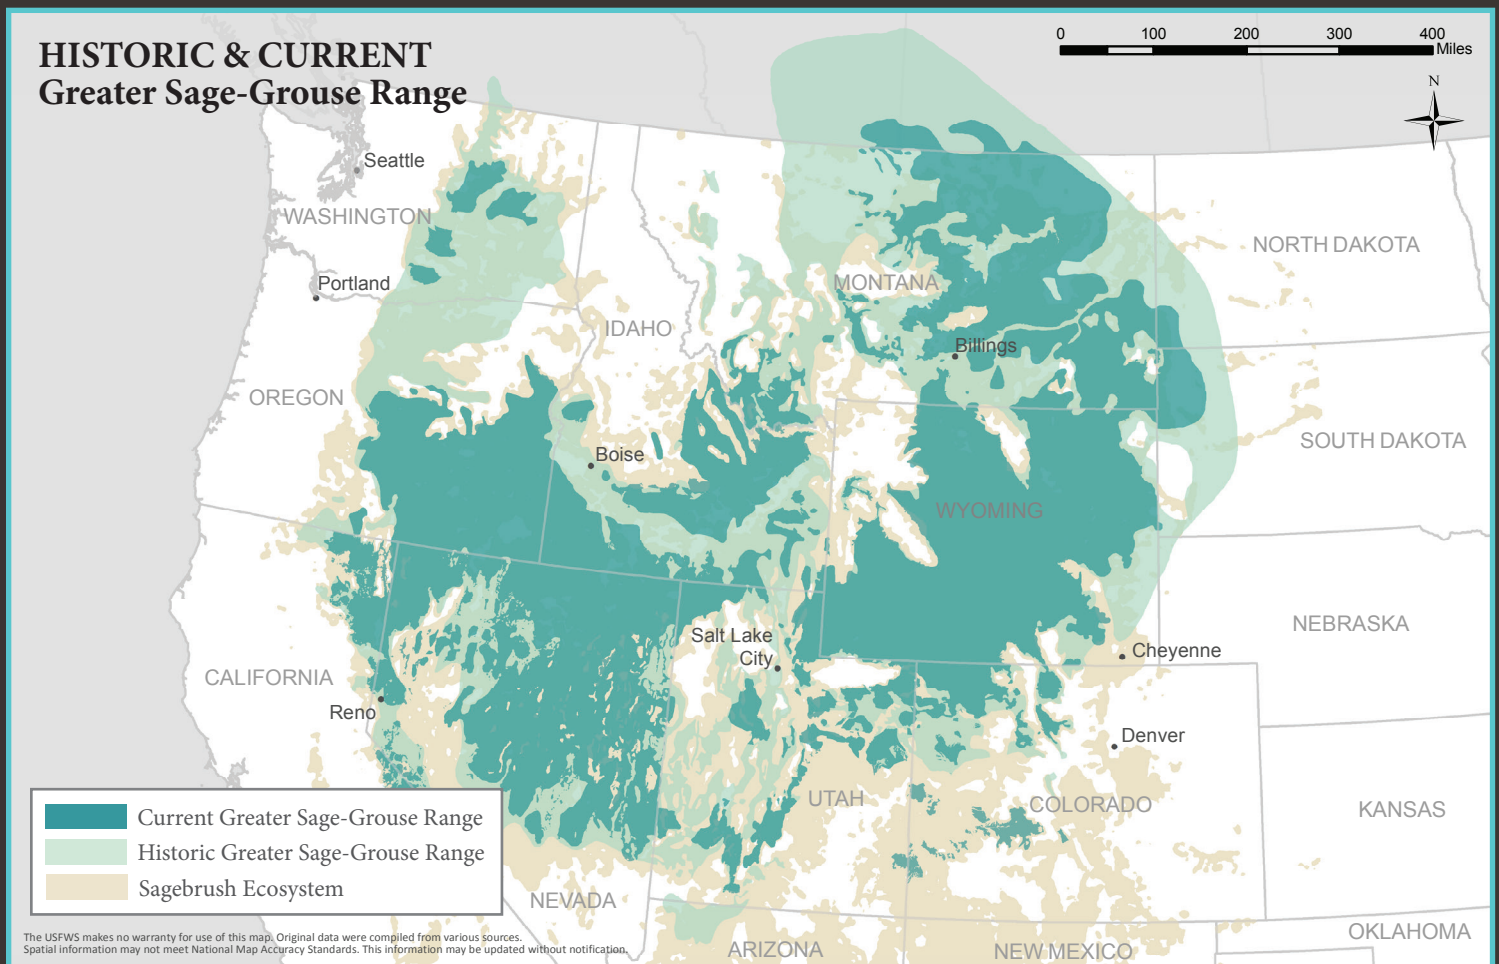 HISTORIC & CURRENT
Greater Sage-Grouse Range
0 100 200 300 400
Miles
N
Seattle
WASHINGTON
NORTH DAKOTA
Portland
MONTANA
IDAHO
Billings
OREGON
SOUTH DAKOTA
Boise
WYOMING
NEBRASKA
Salt Lake
City
Cheyenne
CALIFORNIA
Reno
Denver
UTAH
COLORADO
KANSAS
Current Greater Sage-Grouse Range
Historic Greater Sage-Grouse Range
Sagebrush Ecosystem
NEVADA
OKLAHOMA
ARIZONA
NEW MEXICO
The USFWS makes no warranty for use of this map. Original data were compiled from various sources.
Spatial information may not meet National Map Accuracy Standards. This information may be updated without notification.